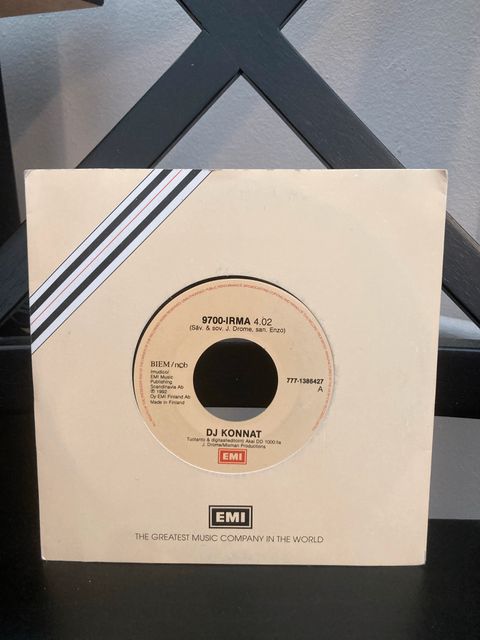 9700-IRMA 4.02
(Säv. & sov. J. Drome, san. Enzo)
BIEM/ncb
Imudico/
EMI Music
Publishing
Scandinavia Ab
℗ 1992
Oy EMI Finland Ab
Made in Finland
777-1388427
A
DJ KONNAT
Tuotanto & digitaalieditointi Akai DD 1000:lla
J. Drome/Mixman Productions
EMI
EMI
THE GREATEST MUSIC COMPANY IN THE WORLD